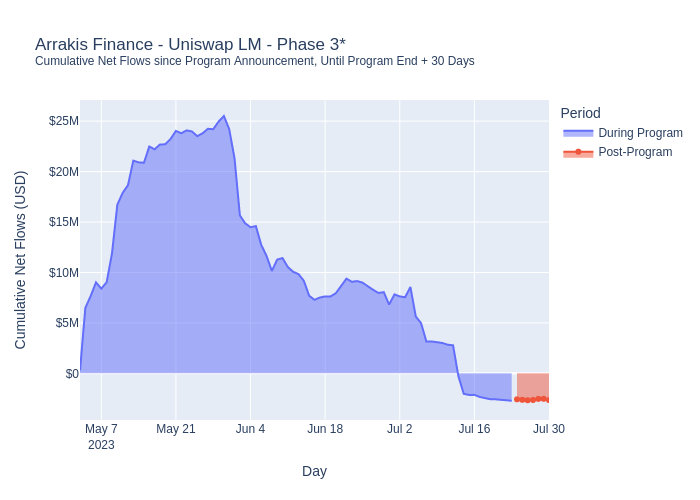 Arrakis Finance - Uniswap LM - Phase 3*
Cumulative Net Flows since Program Announcement, Until Program End + 30 Days
Period
During Program
Post-Program
Cumulative Net Flows (USD)
$25M
$20M
$15M
$10M
$5M
$0
May 7
2023
May 21
Jun 4
Jun 18
Jul 2
Jul 16
Jul 30
Day